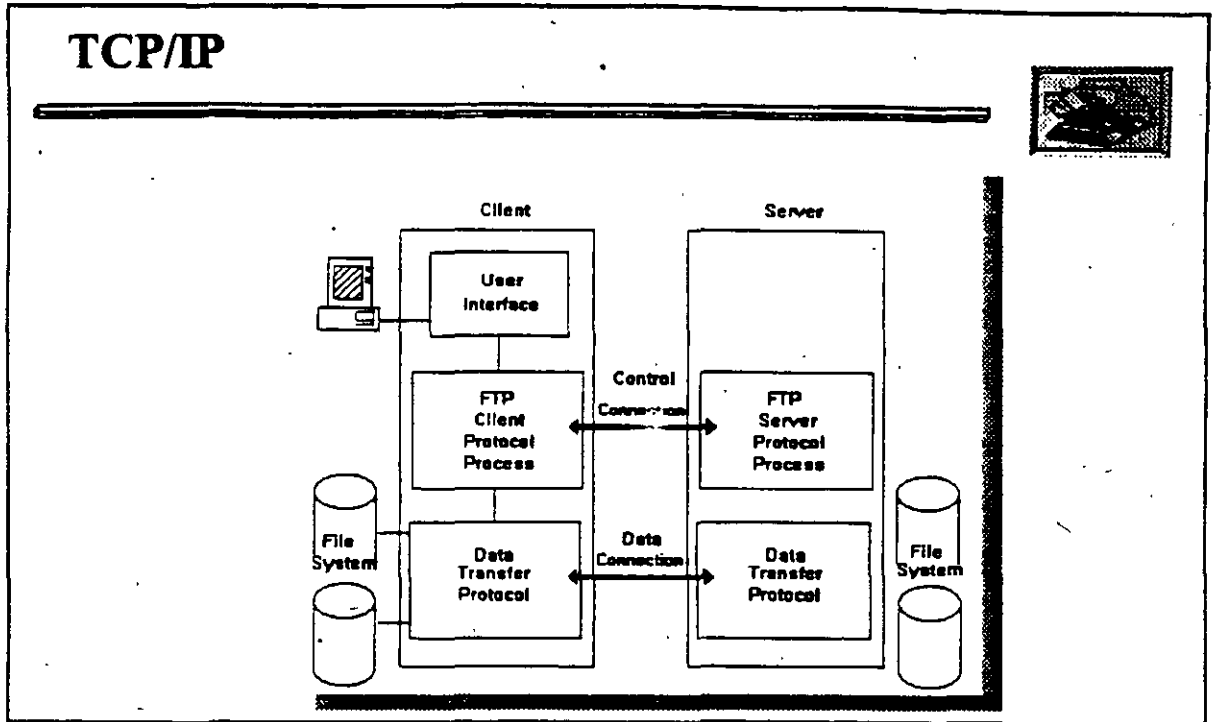 TCP/IP
Client
Server
User
Interface
Control
Connection
FTP
Client
Protocol
Process
FTP
Server
Protocol
Process
File
System
Data
Transfer
Protocol
Data
Connection
Data
Transfer
Protocol
File
System